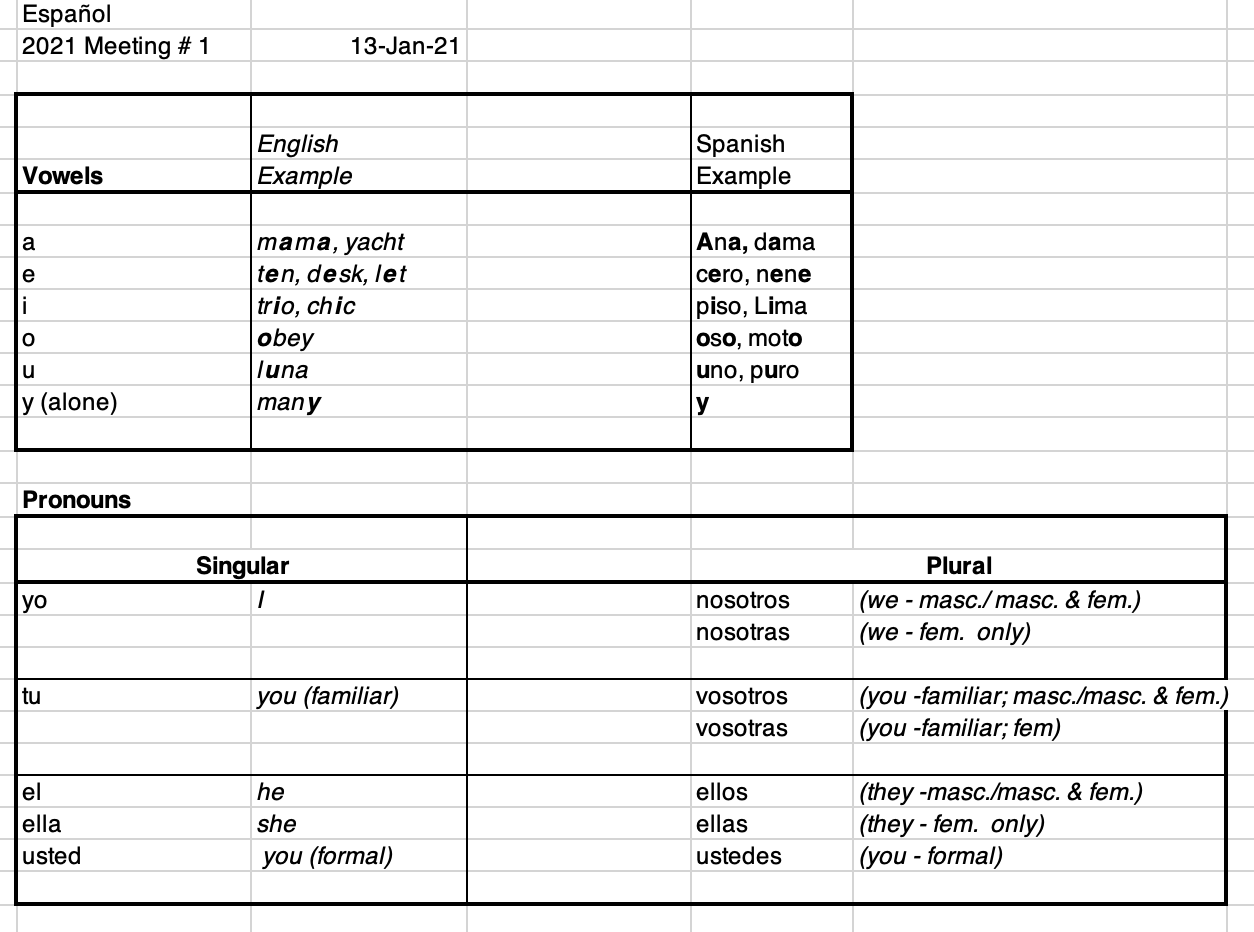 Español
2021 Meeting # 1 13-Jan-21
English Spanish
Vowels Example Example
a mama, yacht Ana, dama
e ten, desk, let cero, nene
i trio, chic piso, Lima
o obey oso, moto
u luna uno, puro
y (alone) many y
Pronouns
Singular Plural
yo I nosotros (we - masc./ masc. & fem.)
nosotras (we - fem. only)
tu you (familiar) vosotros (you -familiar; masc./masc. & fem.)
vosotras (you -familiar; fem)
el he ellos (they -masc./masc. & fem.)
ella she ellas (they - fem. only)
usted you (formal) ustedes (you - formal)